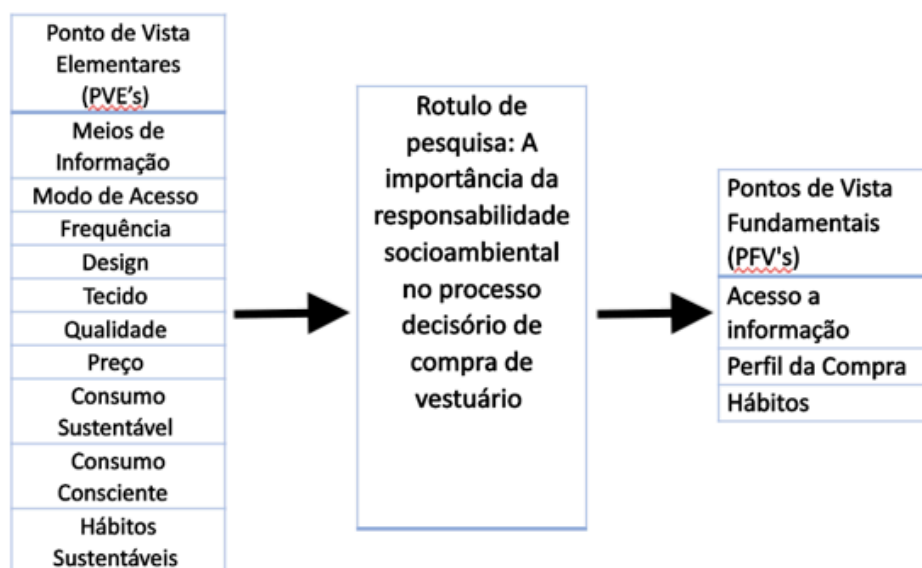 Ponto de Vista
Elementares
(PVE's)
Meios de
Informação
Modo de Acesso
Frequência
Design
Tecido
Qualidade
Preço
Consumo
Sustentável
Consumo
Consciente
Hábitos
Sustentáveis
Rotulo de
pesquisa: A
importância da
responsabilidade
socioambiental
no processo
decisório de
compra de
vestuário
Pontos de Vista
Fundamentais
(PFV's)
Acesso a
informação
Perfil da Compra
Hábitos